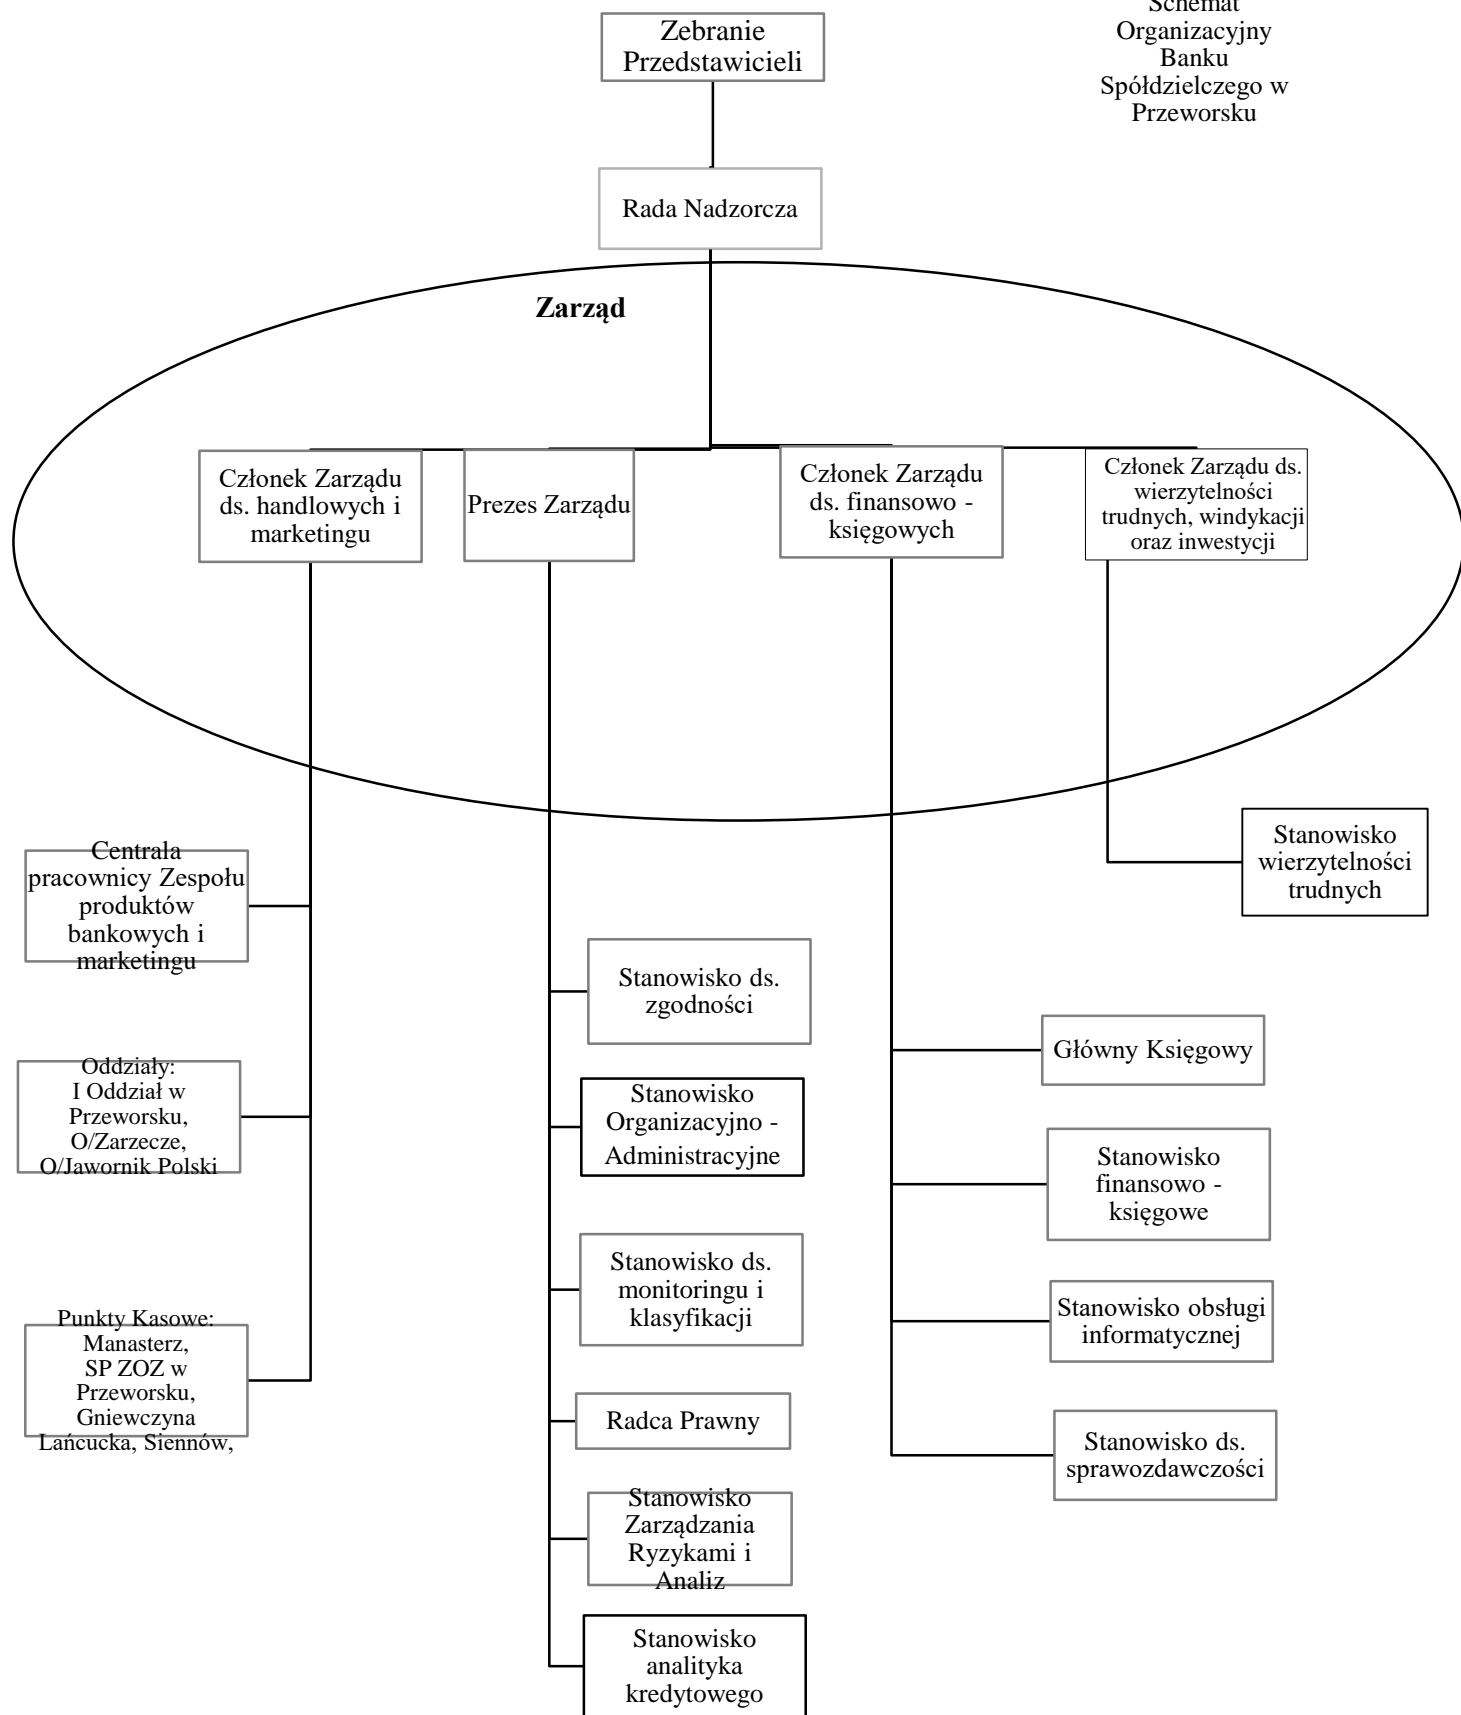 Schemat
Organizacyjny
Banku
Spółdzielczego w
Przeworsku
Zebranie
Przedstawicieli
Rada Nadzorcza
Zarząd
Członek Zarządu
ds. handlowych i
marketingu
Prezes Zarządu
Członek Zarządu
ds. finansowo -
księgowych
Członek Zarządu ds.
wierzytelności
trudnych, windykacji
oraz inwestycji
Centrala
pracownicy Zespołu
produktów
bankowych i
marketingu
Oddziały:
I Oddział w
Przeworsku,
O/Zarzecze,
O/Jawornik Polski
Punkty Kasowe:
Manasterz,
SP ZOZ w
Przeworsku,
Gniewczyna
Łańcucka, Siennów,
Stanowisko ds.
zgodności
Stanowisko
Organizacyjno -
Administracyjne
Stanowisko ds.
monitoringu i
klasyfikacji
Radca Prawny
Stanowisko
Zarządzania
Ryzykami i
Analiz
Stanowisko
analityka
kredytowego
Główny Księgowy
Stanowisko
finansowo -
księgowe
Stanowisko obsługi
informatycznej
Stanowisko ds.
sprawozdawczości
Stanowisko
wierzytelności
trudnych